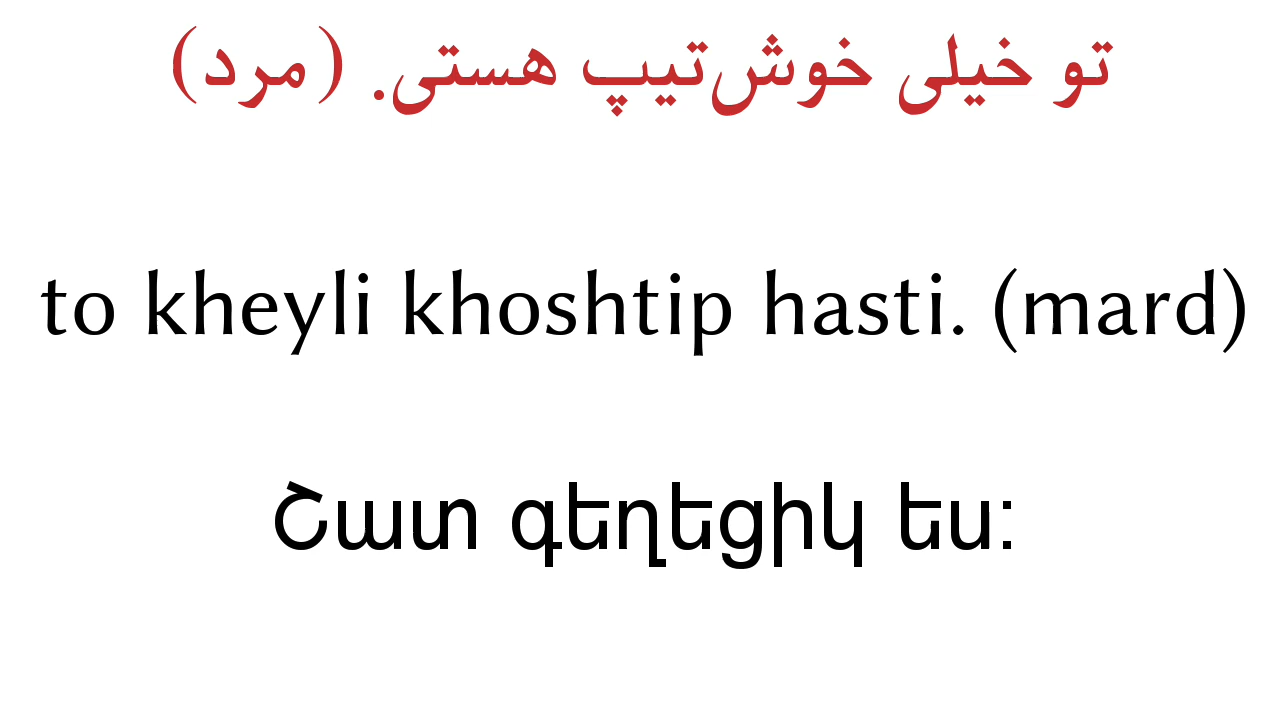 تو خیلی خوش‌تیپ هستی. (مرد)
to kheyli khoshtip hasti. (mard)
Շատ գեղեցիկ ես: